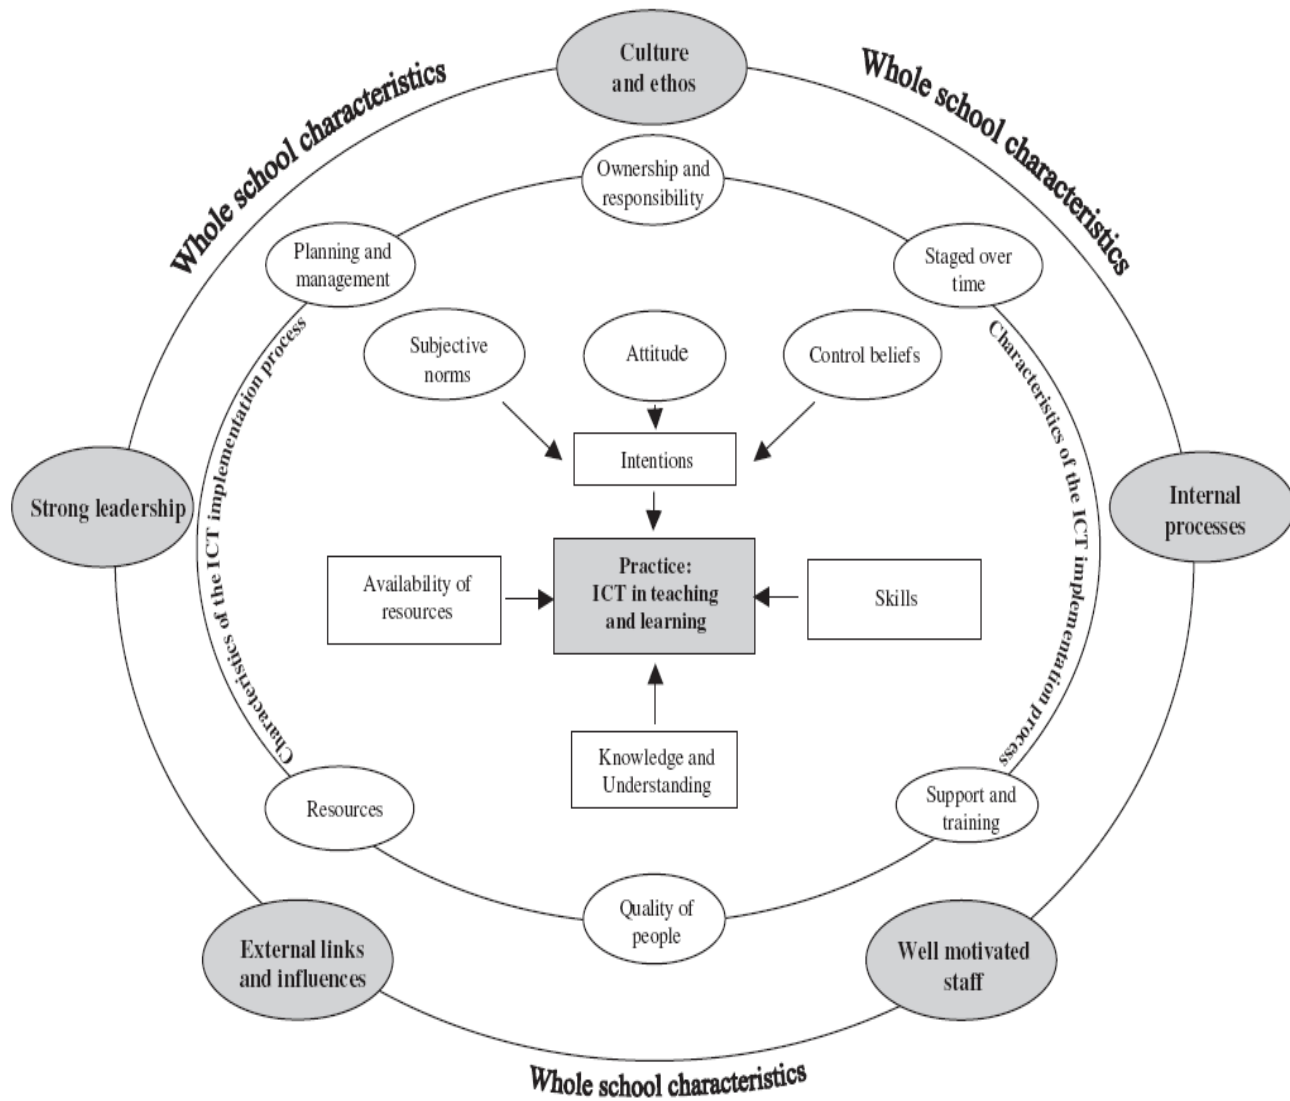 Culture
and ethos
Whole school characteristics
Whole school characteristics
Ownership and
responsibility
Planning and
management
Staged over
time
Subjective
norms
Attitude
Control beliefs
Characteristics of the ICT implementation process
Characteristics of the ICT implementation process
Intentions
Strong leadership
Internal
processes
Availability of
resources
Practice:
ICT in teaching
and learning
Skills
Knowledge and
Understanding
Resources
Support and
training
Quality of
people
External links
and influences
Well motivated
staff
Whole school characteristics